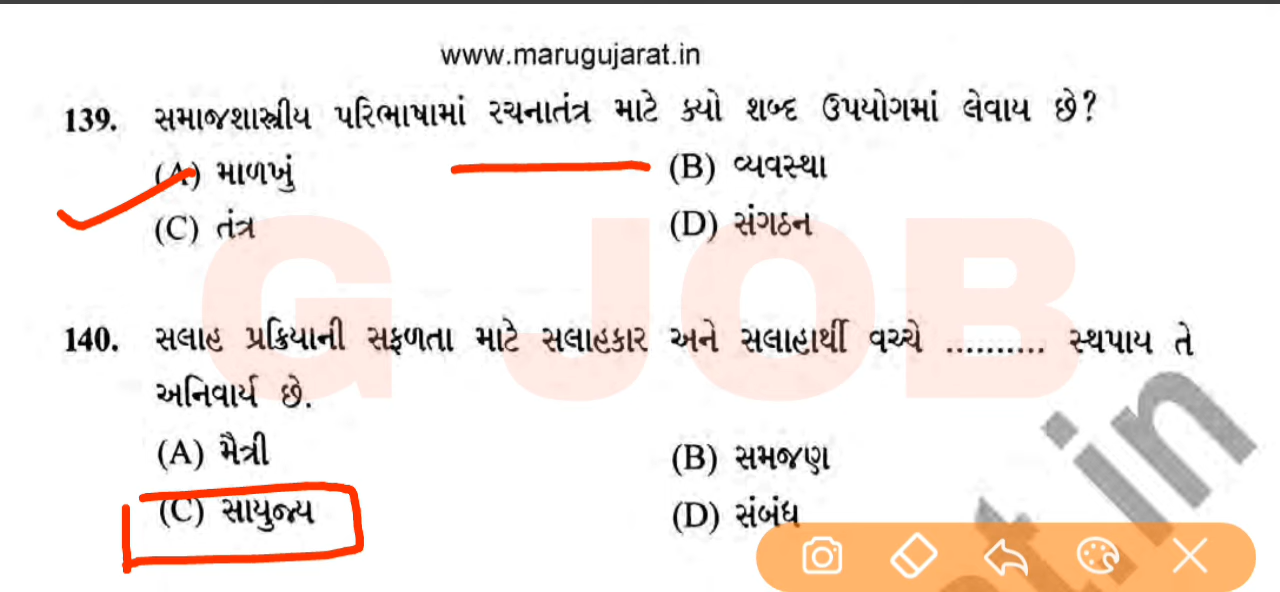 www.marugujarat.in
139. સમાજશાસ્ત્રીય પરિભાષામાં રચનાતંત્ર માટે ક્યો શબ્દ ઉપયોગમાં લેવાય છે?
(A) માળખું (B) વ્યવસ્થા
(C) તંત્ર (D) સંગઠન
G JOB
140. સલાહ પ્રક્રિયાની સફળતા માટે સલાહકાર અને સલાહાર્થી વચ્ચે .......... સ્થપાય તે
અનિવાર્ય છે.
(A) મૈત્રી (B) સમજણ
(C) સાયુજ્ય (D) સંબંધ
t in